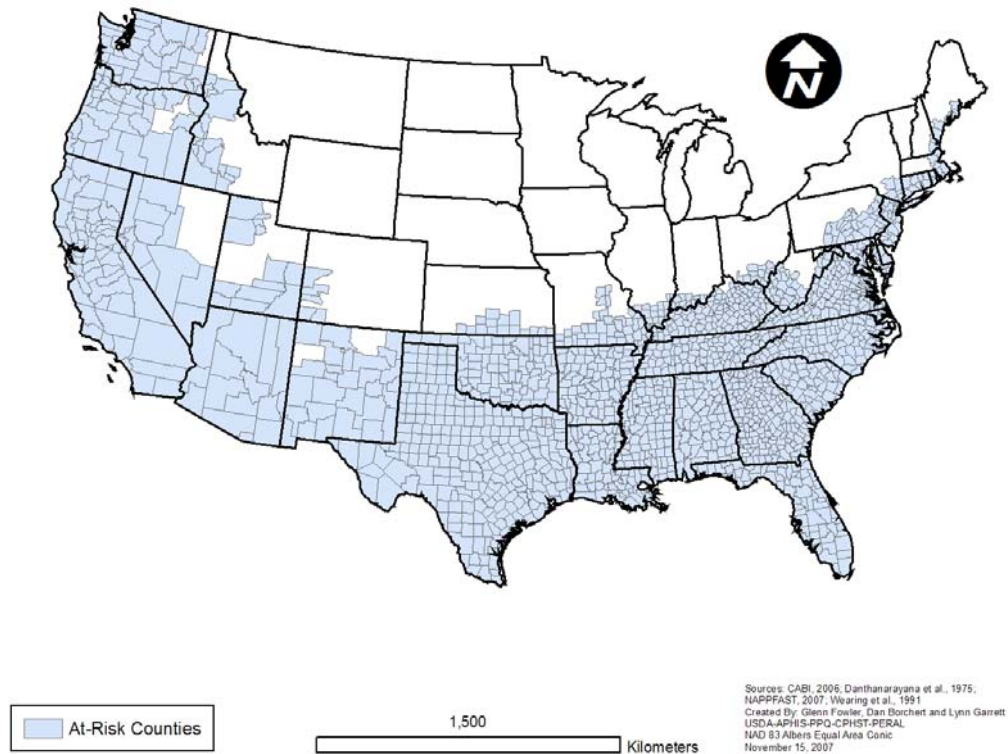 N
At-Risk Counties
1,500
Kilometers
Sources: CABI, 2006; Danthanarayana et al., 1975;
NAPPFAST, 2007; Wearing et al., 1991
Created By: Glenn Fowler, Dan Borchert and Lynn Garrett
USDA-APHIS-PPQ-CPHST-PERAL
NAD 83 Albers Equal Area Conic
November 15, 2007